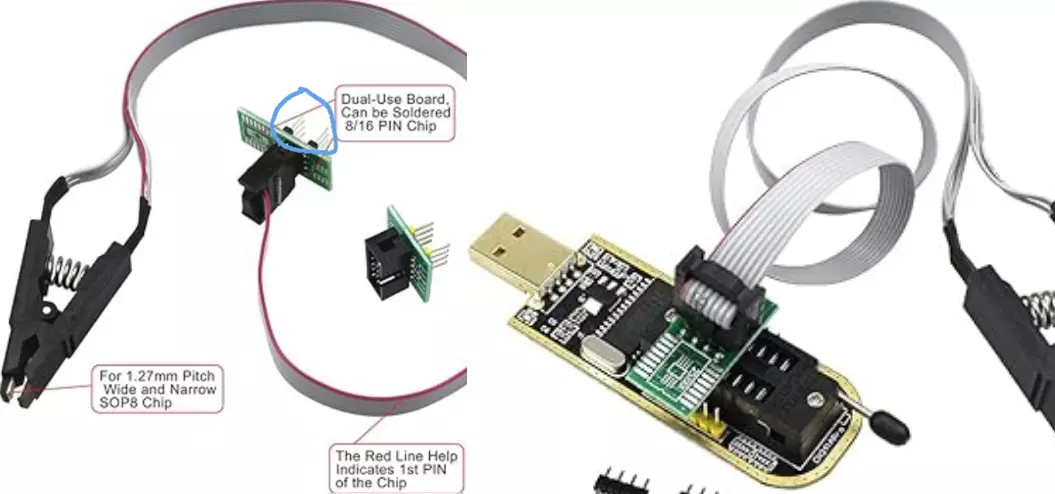 Dual-Use Board,
Can be Soldered
8/16 PIN Chip
For 1.27mm Pitch
Wide and Narrow
SOP8 Chip
The Red Line Help
Indicates 1st PIN
of the Chip